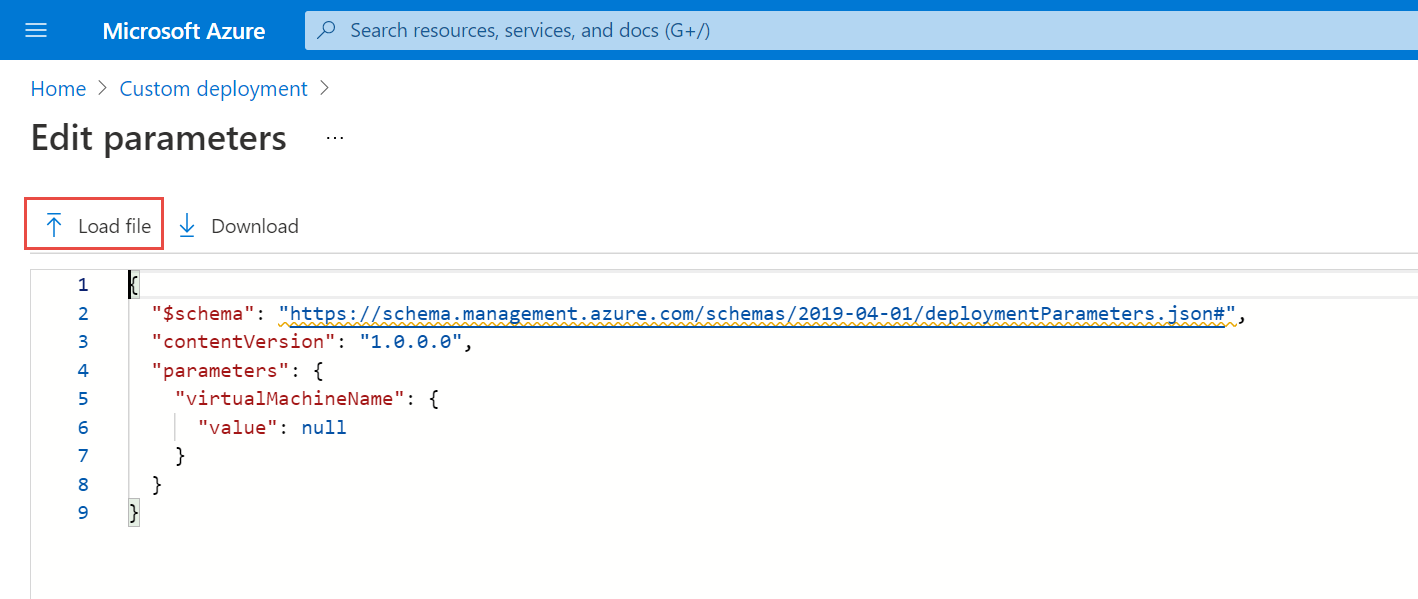 Microsoft Azure
Search resources, services, and docs (G+/)
Home > Custom deployment >
Edit parameters ...
Load file
Download
1 {
2 "$schema": "https://schema.management.azure.com/schemas/2019-04-01/deploymentParameters.json#",
3 "contentVersion": "1.0.0.0",
4 "parameters": {
5 "virtualMachineName": {
6 "value": null
7 }
8 }
9 }